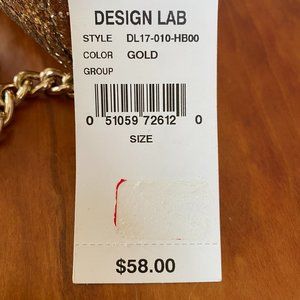 DESIGN LAB
STYLE DL17-010-HB00
COLOR GOLD
GROUP
0 51059 72612 0
SIZE
$58.00